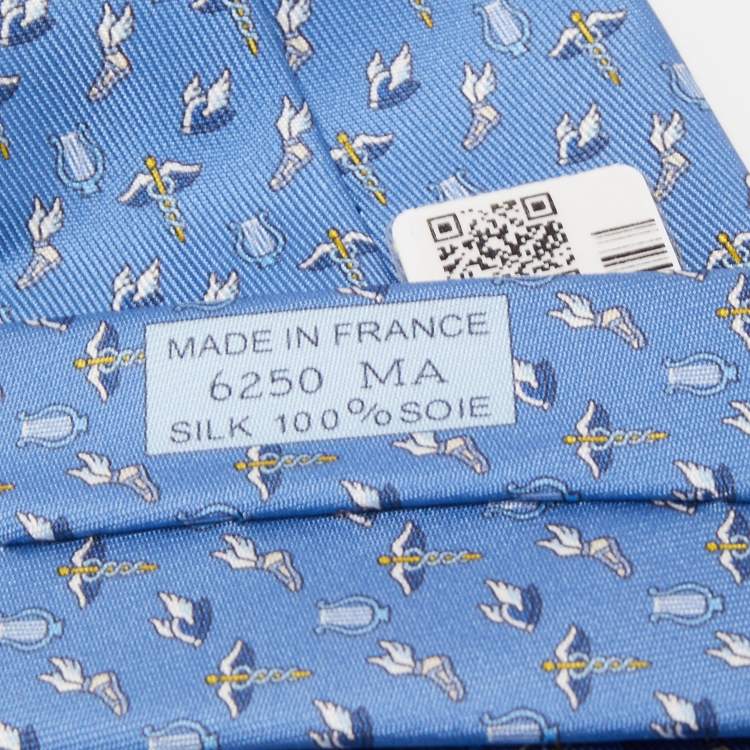 MADE IN FRANCE
6250 MA
SILK 100% SOIE